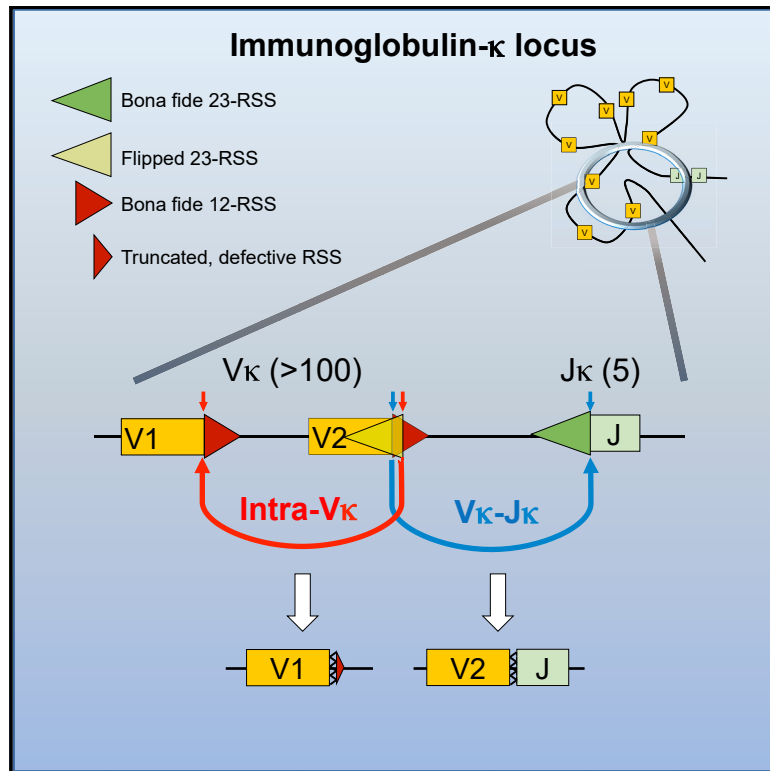 Immunoglobulin-κ locus
Bona fide 23-RSS
Flipped 23-RSS
Bona fide 12-RSS
Truncated, defective RSS
V
V
V
V
V
V
V
J J
V
V
V
Vκ (>100)
Jκ (5)
V1
V2
J
Intra-Vκ
Vκ-Jκ
V1
V2
J